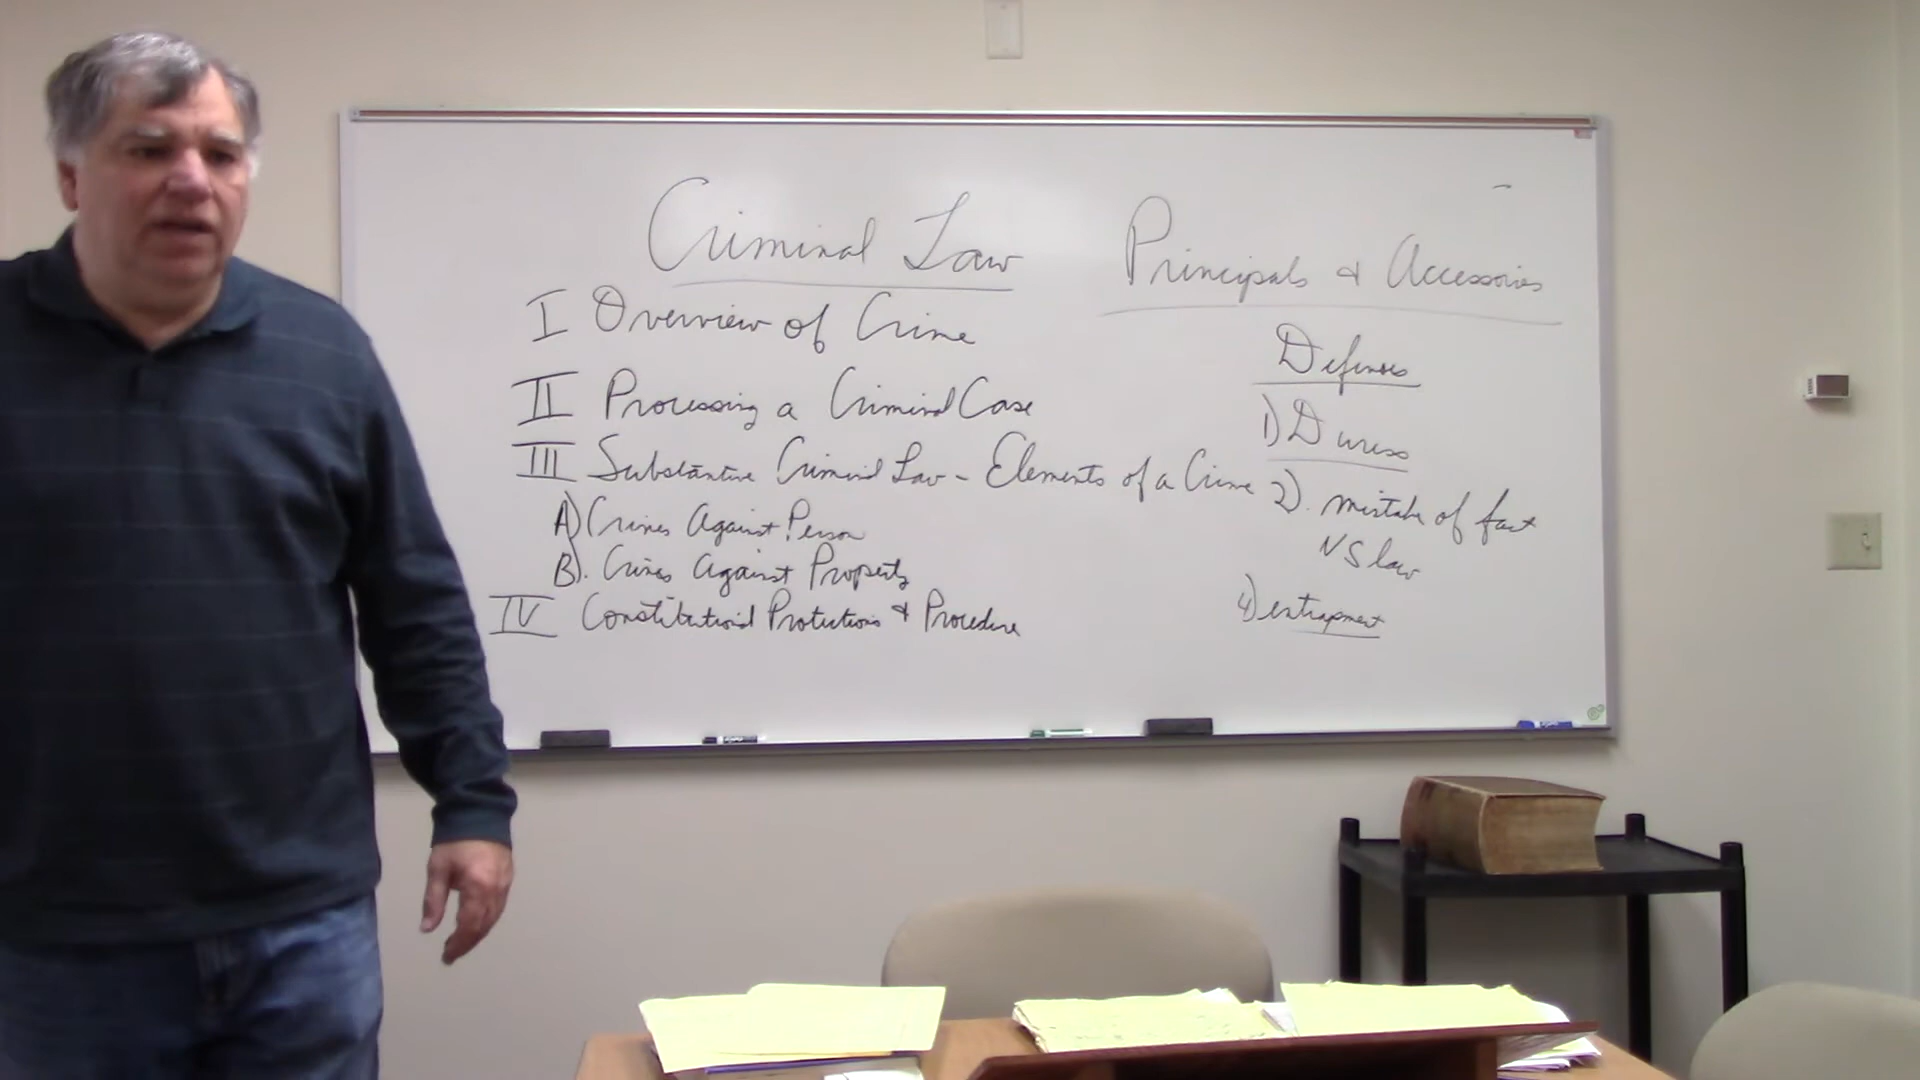 Criminal Law
I Overview of Crime
II Processing a Criminal Case
III Substantive Criminal Law - Elements of a Crime
A) Crimes Against Person
B). Crimes Against Property
IV Constitutional Protections & Procedure
Principals & Accessories
Defenses
1) Duress
2). mistake of fact
VS law
4) entrapment